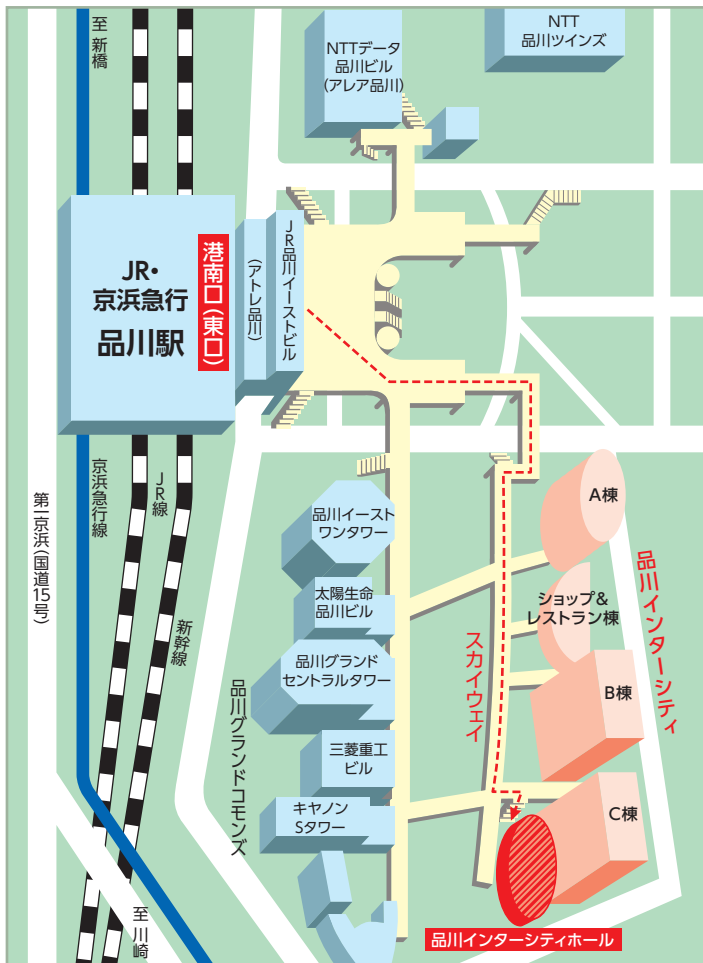 至 新橋
NTTデータ
品川ビル
(アレア品川)
NTT
品川ツインズ
JR・
京浜急行
品川駅
港南口(東口)
(アトレ品川)
JR品川イーストビル
第一京浜(国道15号)
京浜急行線
JR線
新幹線
品川グランドコモンズ
品川イースト
ワンタワー
太陽生命
品川ビル
品川グランド
セントラルタワー
三菱重工
ビル
キヤノン
Sタワー
スカイウェイ
A棟
ショップ&
レストラン棟
B棟
C棟
品川インターシティ
品川インターシティホール
至 川崎